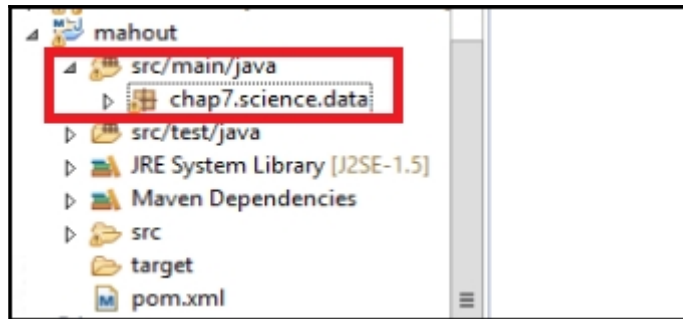 mahout
src/main/java
chap7.science.data
src/test/java
JRE System Library [J2SE-1.5]
Maven Dependencies
src
target
pom.xml